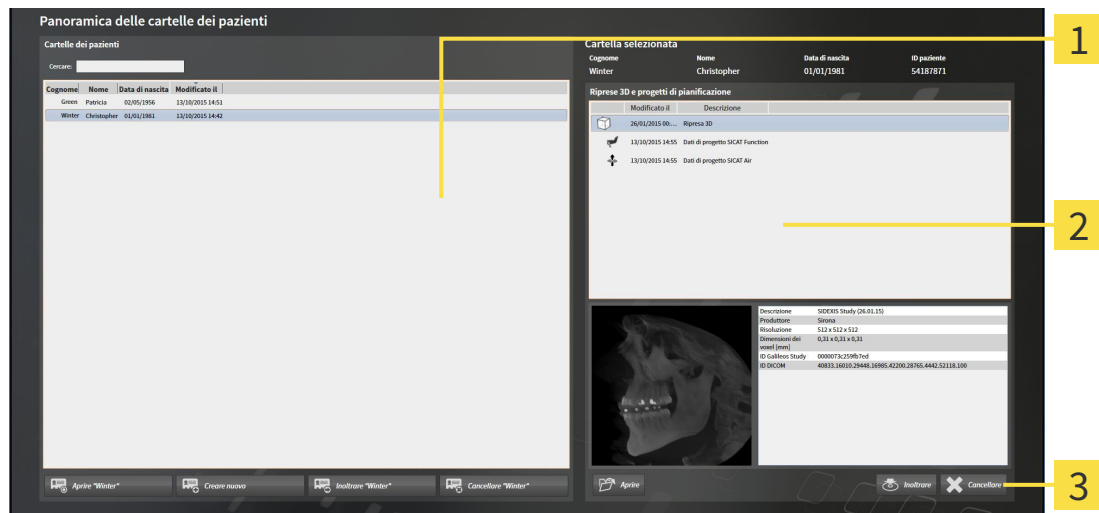 Panoramica delle cartelle dei pazienti
Cartelle dei pazienti
Cercare:
Cognome Nome Data di nascita Modificato il
Green Patricia 02/05/1956 13/10/2015 14:51
Winter Christopher 01/01/1981 13/10/2015 14:42
Aprire "Winter"
Creare nuovo
Inoltrare "Winter"
Cancellare "Winter"
Cartella selezionata
Cognome Nome Data di nascita ID paziente
Winter Christopher 01/01/1981 54187871
Riprese 3D e progetti di pianificazione
Modificato il Descrizione
26/01/2015 00:... Ripresa 3D
13/10/2015 14:55 Dati di progetto SICAT Function
13/10/2015 14:55 Dati di progetto SICAT Air
Descrizione SIDEXIS Study (26.01.15)
Produttore Sirona
Risoluzione 512 x 512 x 512
Dimensioni dei voxel [mm] 0,31 x 0,31 x 0,31
ID Galileos Study 0000073c259fb7ed
ID DICOM 40833.16010.29448.16985.42200.28765.4442.52118.100
Aprire
Inoltrare
Cancellare
1
2
3